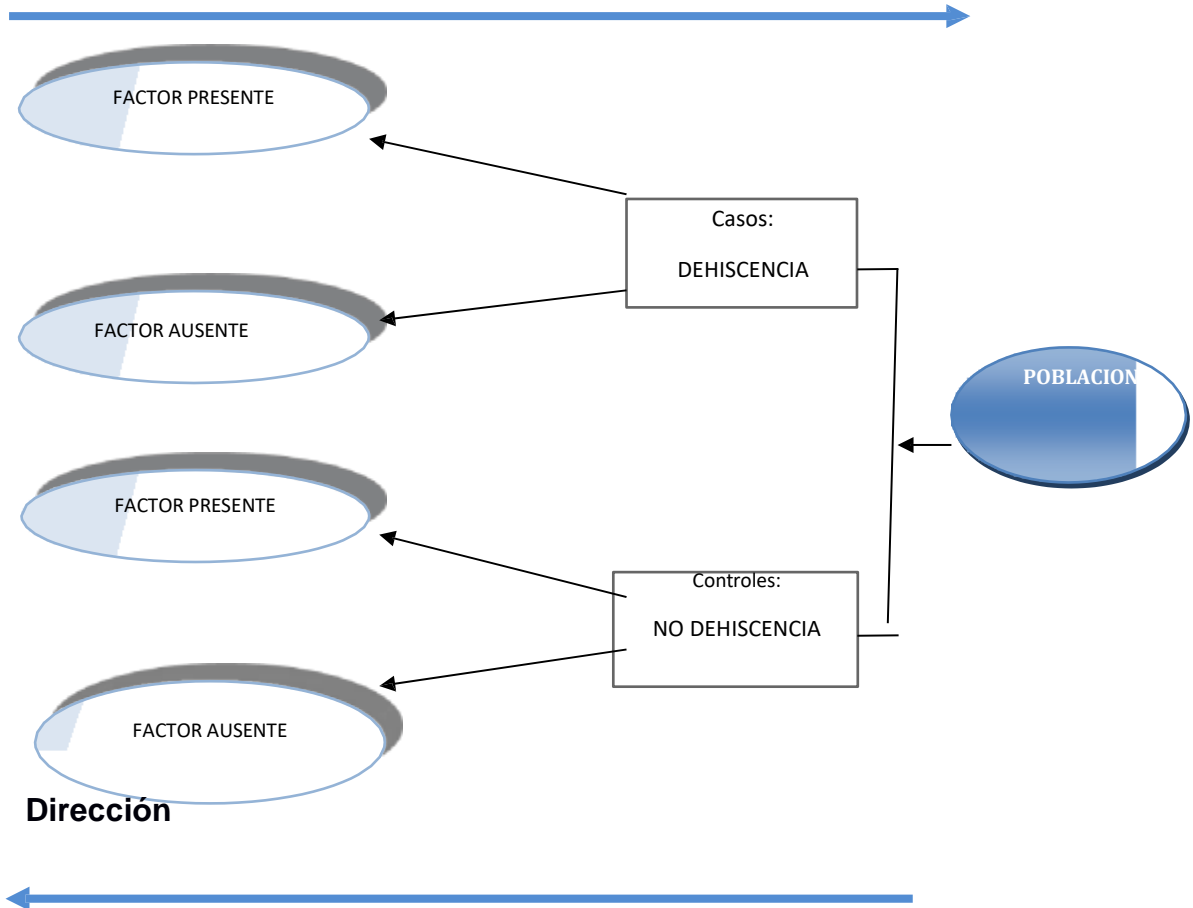 FACTOR PRESENTE
Casos:
DEHISCENCIA
FACTOR AUSENTE
POBLACION
FACTOR PRESENTE
Controles:
NO DEHISCENCIA
FACTOR AUSENTE
Dirección